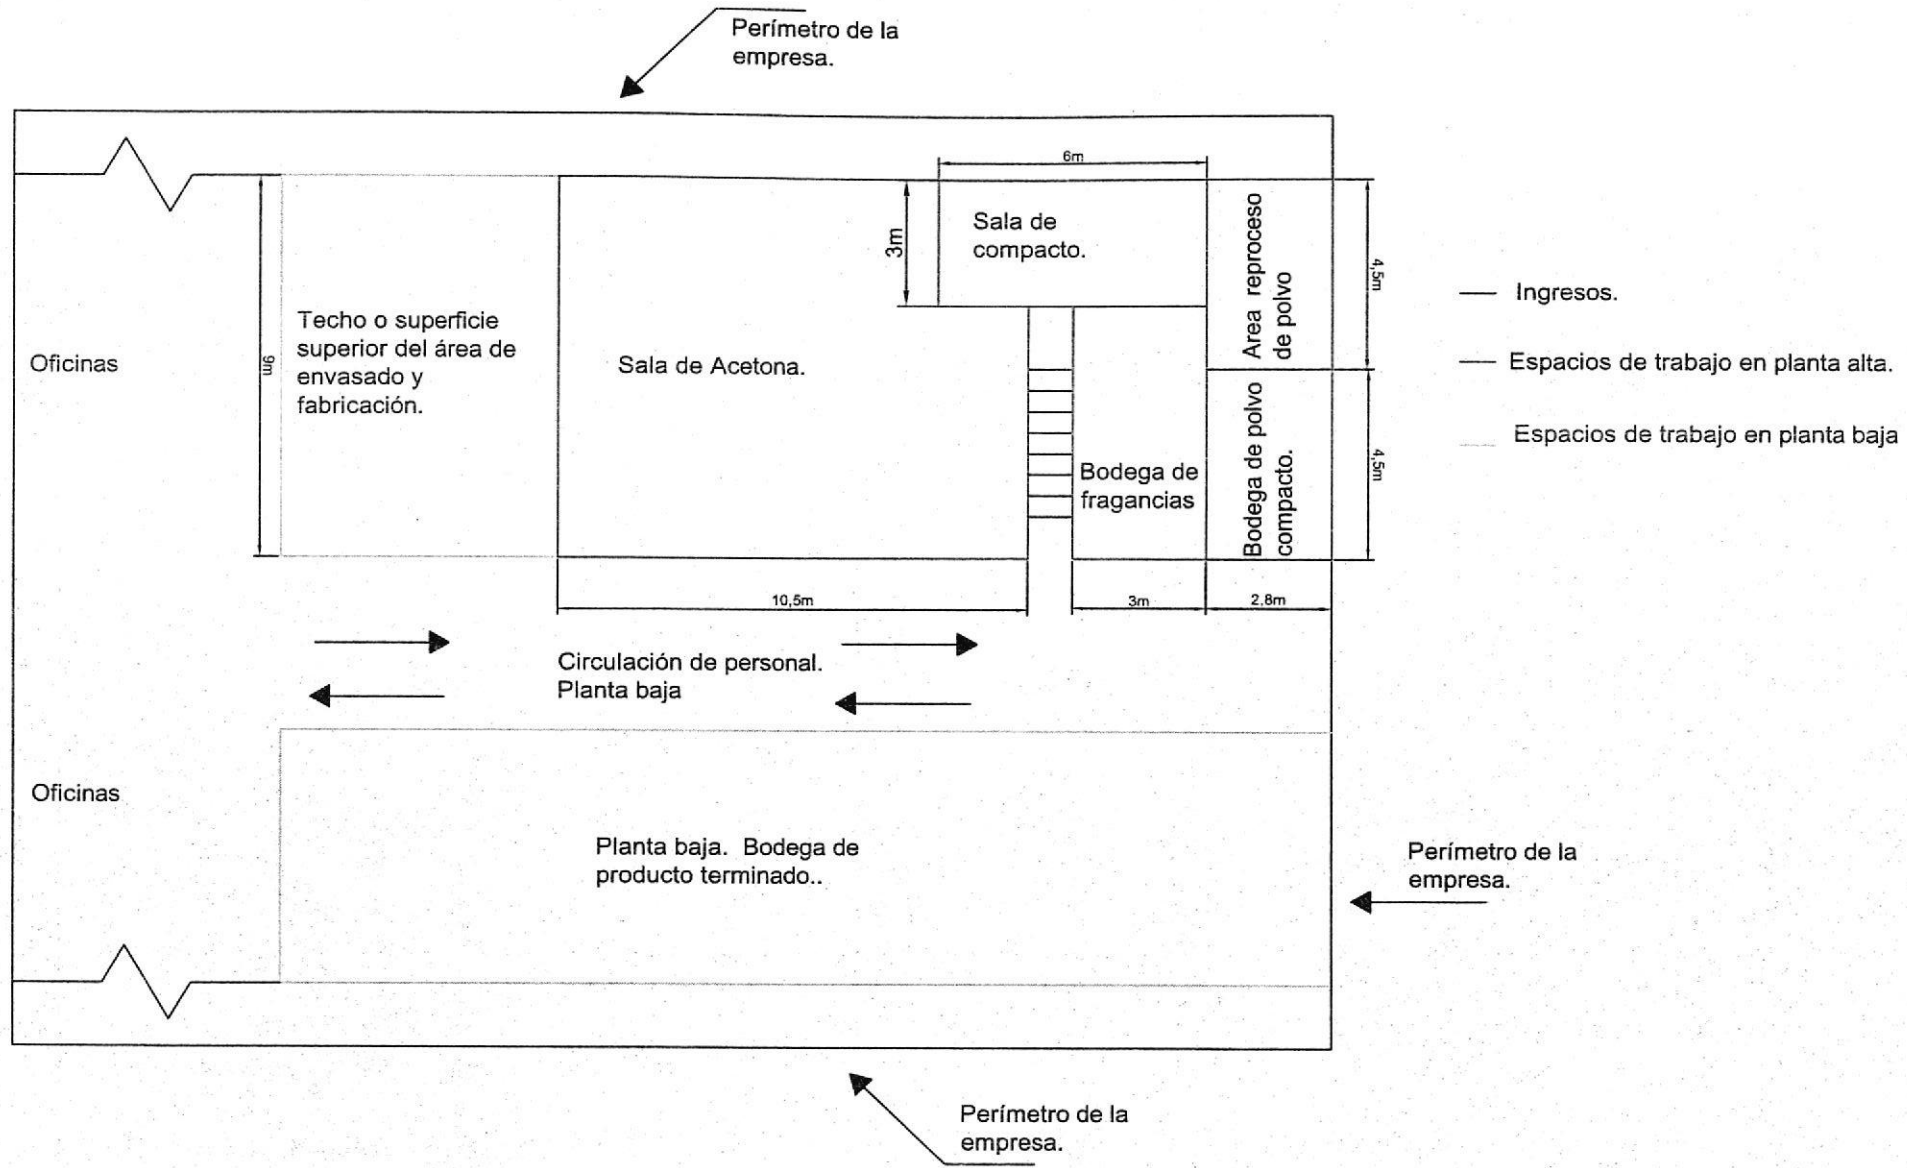 Perímetro de la
empresa.
6m
3m
Sala de
compacto.
Area reproceso
de polvo
4,5m
Ingresos.
Techo o superficie
superior del área de
envasado y
fabricación.
Oficinas
9m
Sala de Acetona.
Espacios de trabajo en planta alta.
Espacios de trabajo en planta baja
Bodega de
fragancias
Bodega de polvo
compacto.
4,5m
10,5m
3m
2,8m
Circulación de personal.
Planta baja
Oficinas
Planta baja.  Bodega de
producto terminado..
Perímetro de la
empresa.
Perímetro de la
empresa.